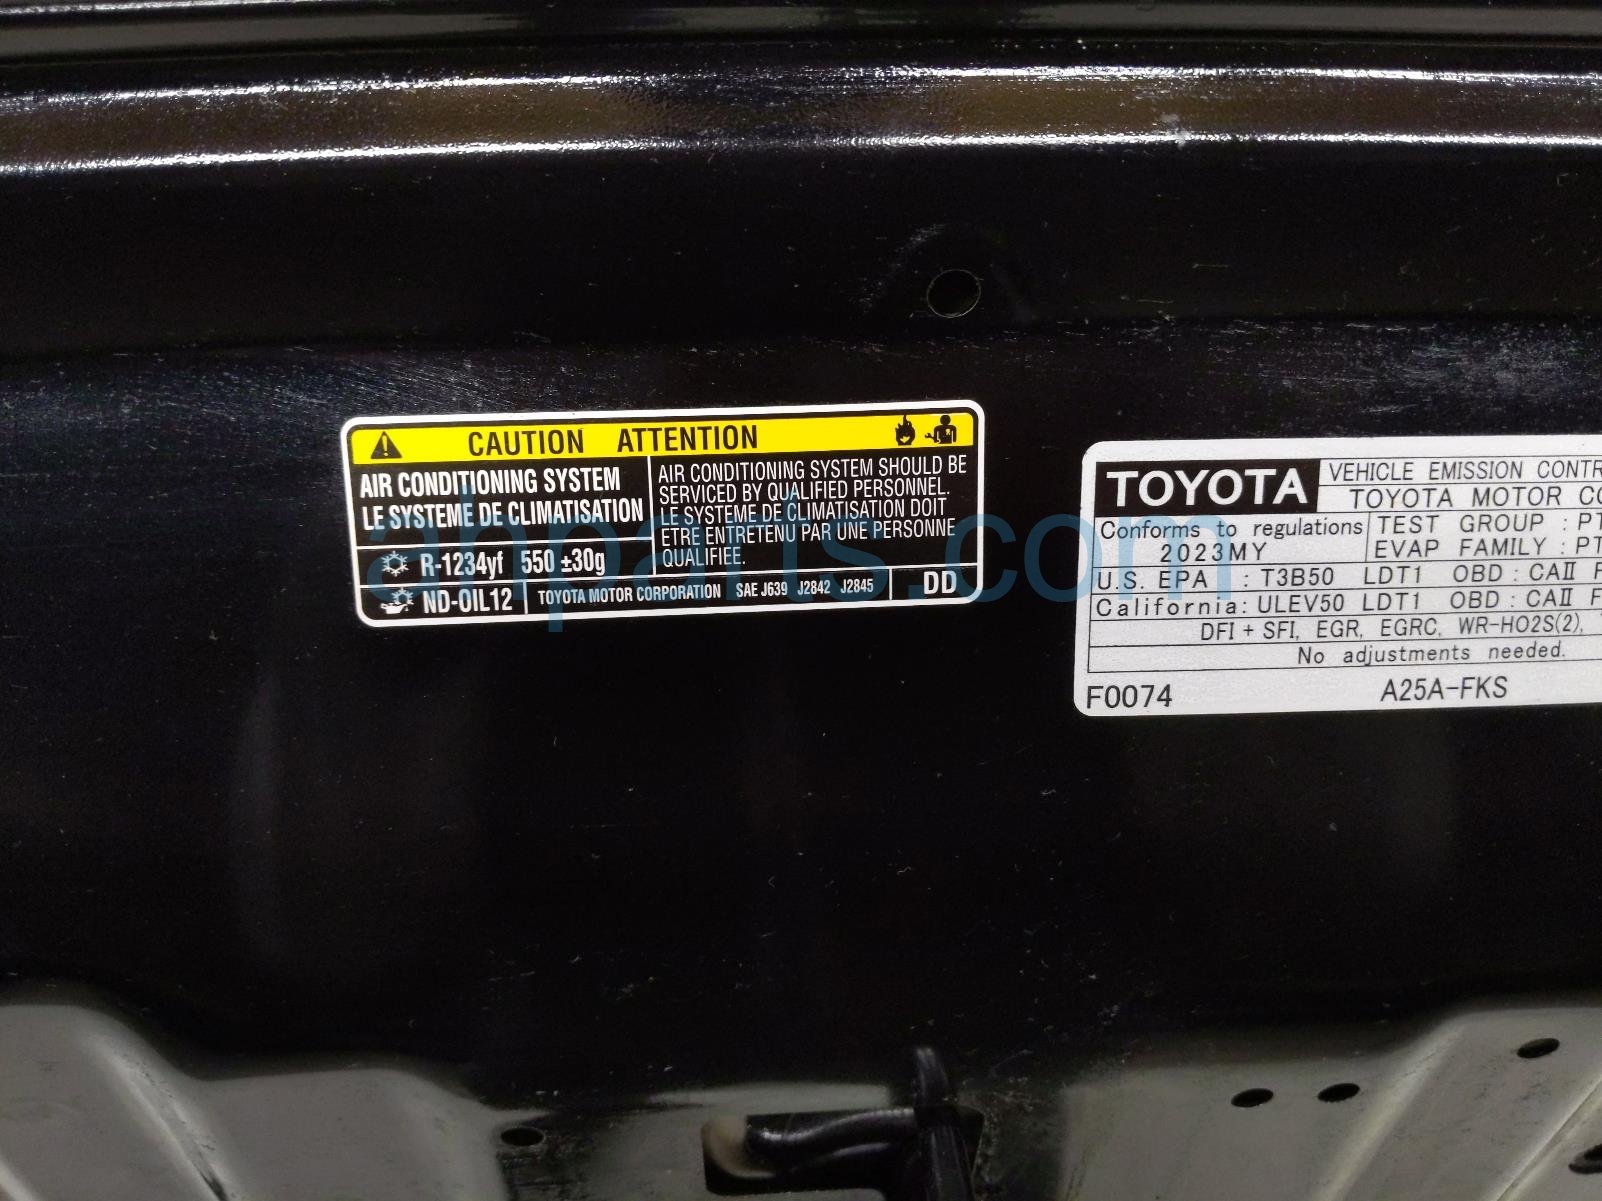 CAUTION ATTENTION
AIR CONDITIONING SYSTEM
LE SYSTEME DE CLIMATISATION
R-1234yf 550 ±30g
ND-OIL12
AIR CONDITIONING SYSTEM SHOULD BE
SERVICED BY QUALIFIED PERSONNEL.
LE SYSTEME DE CLIMATISATION DOIT
ETRE ENTRETENU PAR UNE PERSONNE
QUALIFIEE.
TOYOTA MOTOR CORPORATION SAE J639 J2842 J2845 DD
ahparts.com
TOYOTA
VEHICLE EMISSION CONTR
TOYOTA MOTOR CO
Conforms to regulations
2023MY
TEST GROUP : PT
EVAP FAMILY : PT
U.S. EPA : T3B50 LDT1 OBD : CAII F
California: ULEV50 LDT1 OBD : CAII F
DFI + SFI, EGR, EGRC, WR-HO2S(2),
No adjustments needed.
F0074 A25A-FKS